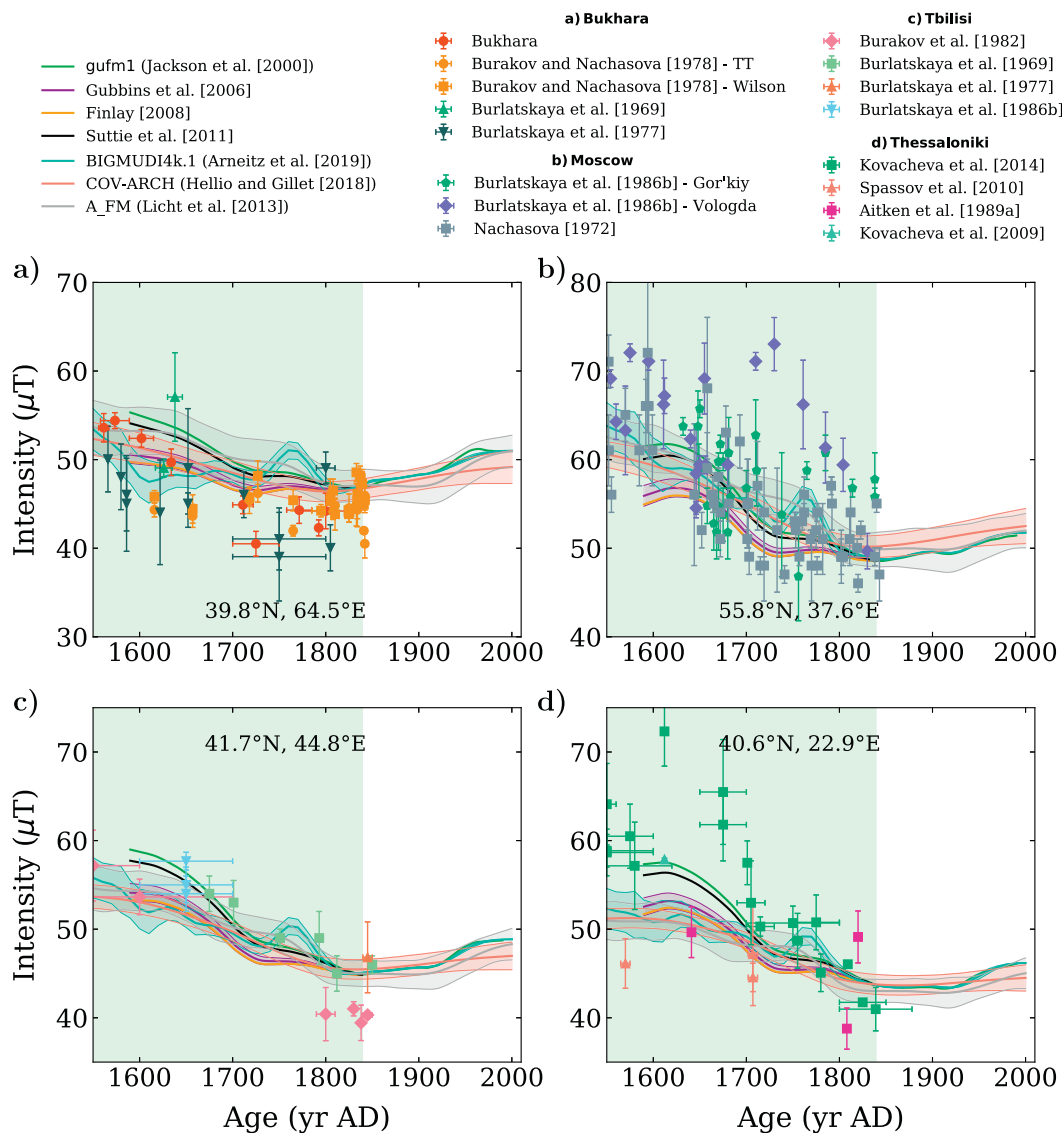 gufm1 (Jackson et al. [2000])
Gubbins et al. [2006]
Finlay [2008]
Suttie et al. [2011]
BIGMUDI4k.1 (Arneitz et al. [2019])
COV-ARCH (Hellio and Gillet [2018])
A_FM (Licht et al. [2013])
a) Bukhara
Bukhara
Burakov and Nachasova [1978] - TT
Burakov and Nachasova [1978] - Wilson
Burlatskaya et al. [1969]
Burlatskaya et al. [1977]
b) Moscow
Burlatskaya et al. [1986b] - Gor'kiy
Burlatskaya et al. [1986b] - Vologda
Nachasova [1972]
c) Tbilisi
Burakov et al. [1982]
Burlatskaya et al. [1969]
Burlatskaya et al. [1977]
Burlatskaya et al. [1986b]
d) Thessaloniki
Kovacheva et al. [2014]
Spassov et al. [2010]
Aitken et al. [1989a]
Kovacheva et al. [2009]
a)
70
60
50
40
30
Intensity (μT)
39.8°N, 64.5°E
1600 1700 1800 1900 2000
b)
80
70
60
50
40
55.8°N, 37.6°E
1600 1700 1800 1900 2000
c)
70
60
50
40
Intensity (μT)
41.7°N, 44.8°E
1600 1700 1800 1900 2000
Age (yr AD)
d)
70
60
50
40
40.6°N, 22.9°E
1600 1700 1800 1900 2000
Age (yr AD)